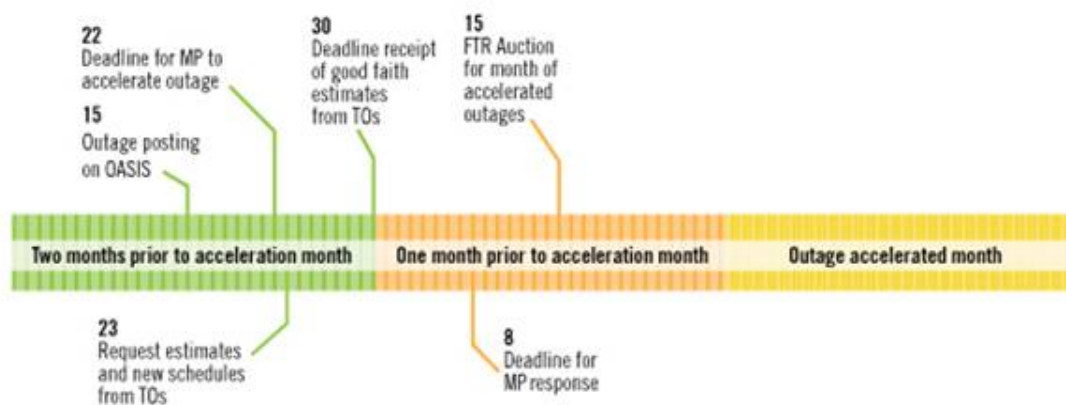 22
Deadline for MP to
accelerate outage
15
Outage posting
on OASIS
30
Deadline receipt
of good faith
estimates
from TOs
15
FTR Auction
for month of
accelerated
outages
Two months prior to acceleration month
One month prior to acceleration month
Outage accelerated month
23
Request estimates
and new schedules
from TOs
8
Deadline for
MP response